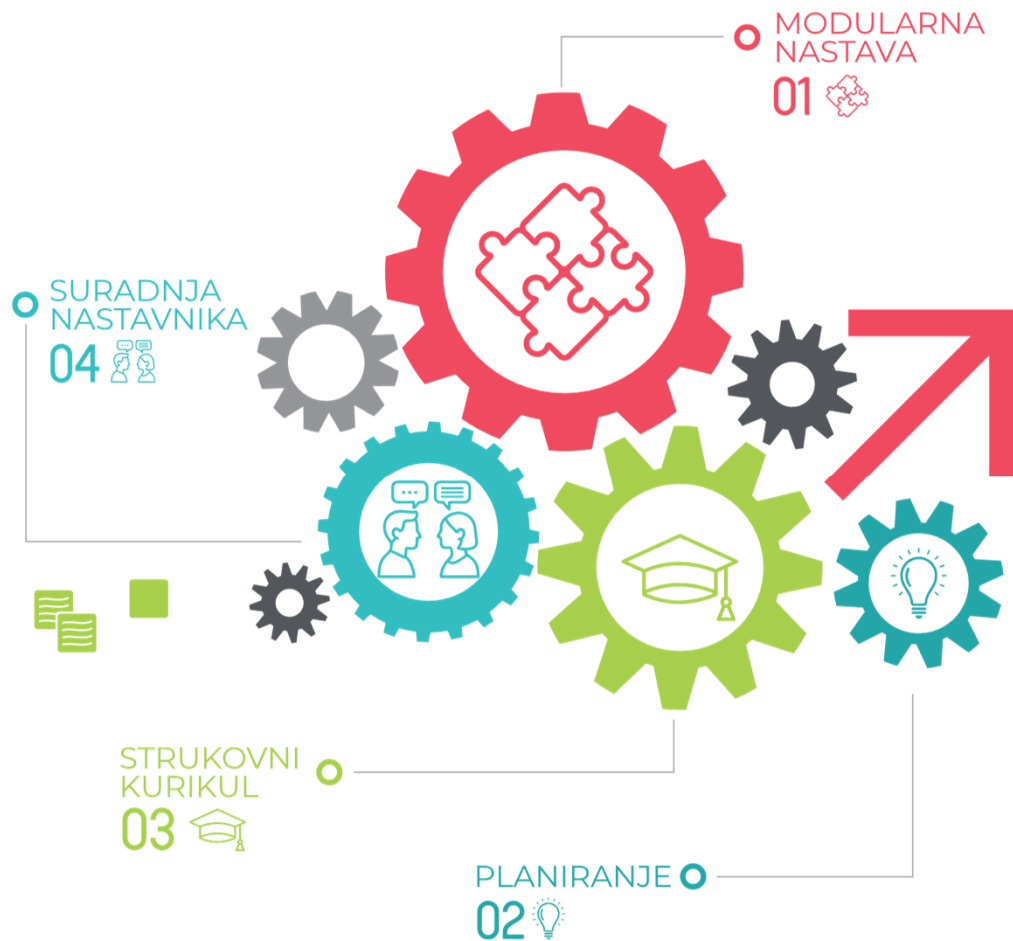 MODULARNA
NASTAVA
01
SURADNJA
NASTAVNIKA
04
STRUKOVNI
KURIKUL
03
PLANIRANJE
02